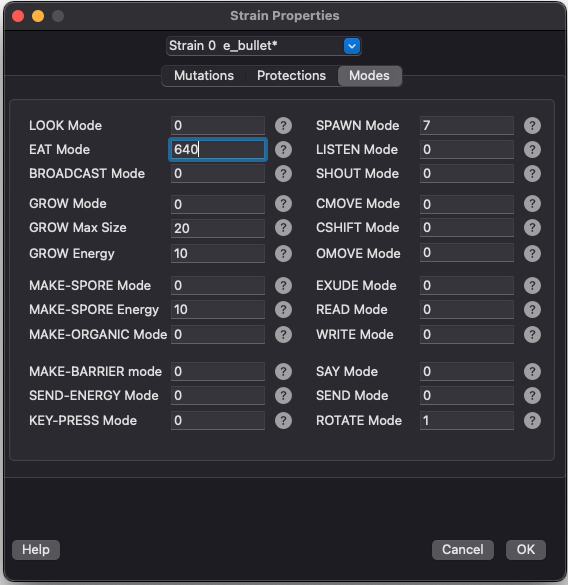 Strain Properties
Strain 0 e_bullet*
Mutations Protections Modes
LOOK Mode 0 ? SPAWN Mode 7 ?
EAT Mode 640 ? LISTEN Mode 0 ?
BROADCAST Mode 0 ? SHOUT Mode 0 ?
GROW Mode 0 ? CMOVE Mode 0 ?
GROW Max Size 20 ? CSHIFT Mode 0 ?
GROW Energy 10 ? OMOVE Mode 0 ?
MAKE-SPORE Mode 0 ? EXUDE Mode 0 ?
MAKE-SPORE Energy 10 ? READ Mode 0 ?
MAKE-ORGANIC Mode 0 ? WRITE Mode 0 ?
MAKE-BARRIER mode 0 ? SAY Mode 0 ?
SEND-ENERGY Mode 0 ? SEND Mode 0 ?
KEY-PRESS Mode 0 ? ROTATE Mode 1 ?
Help Cancel OK